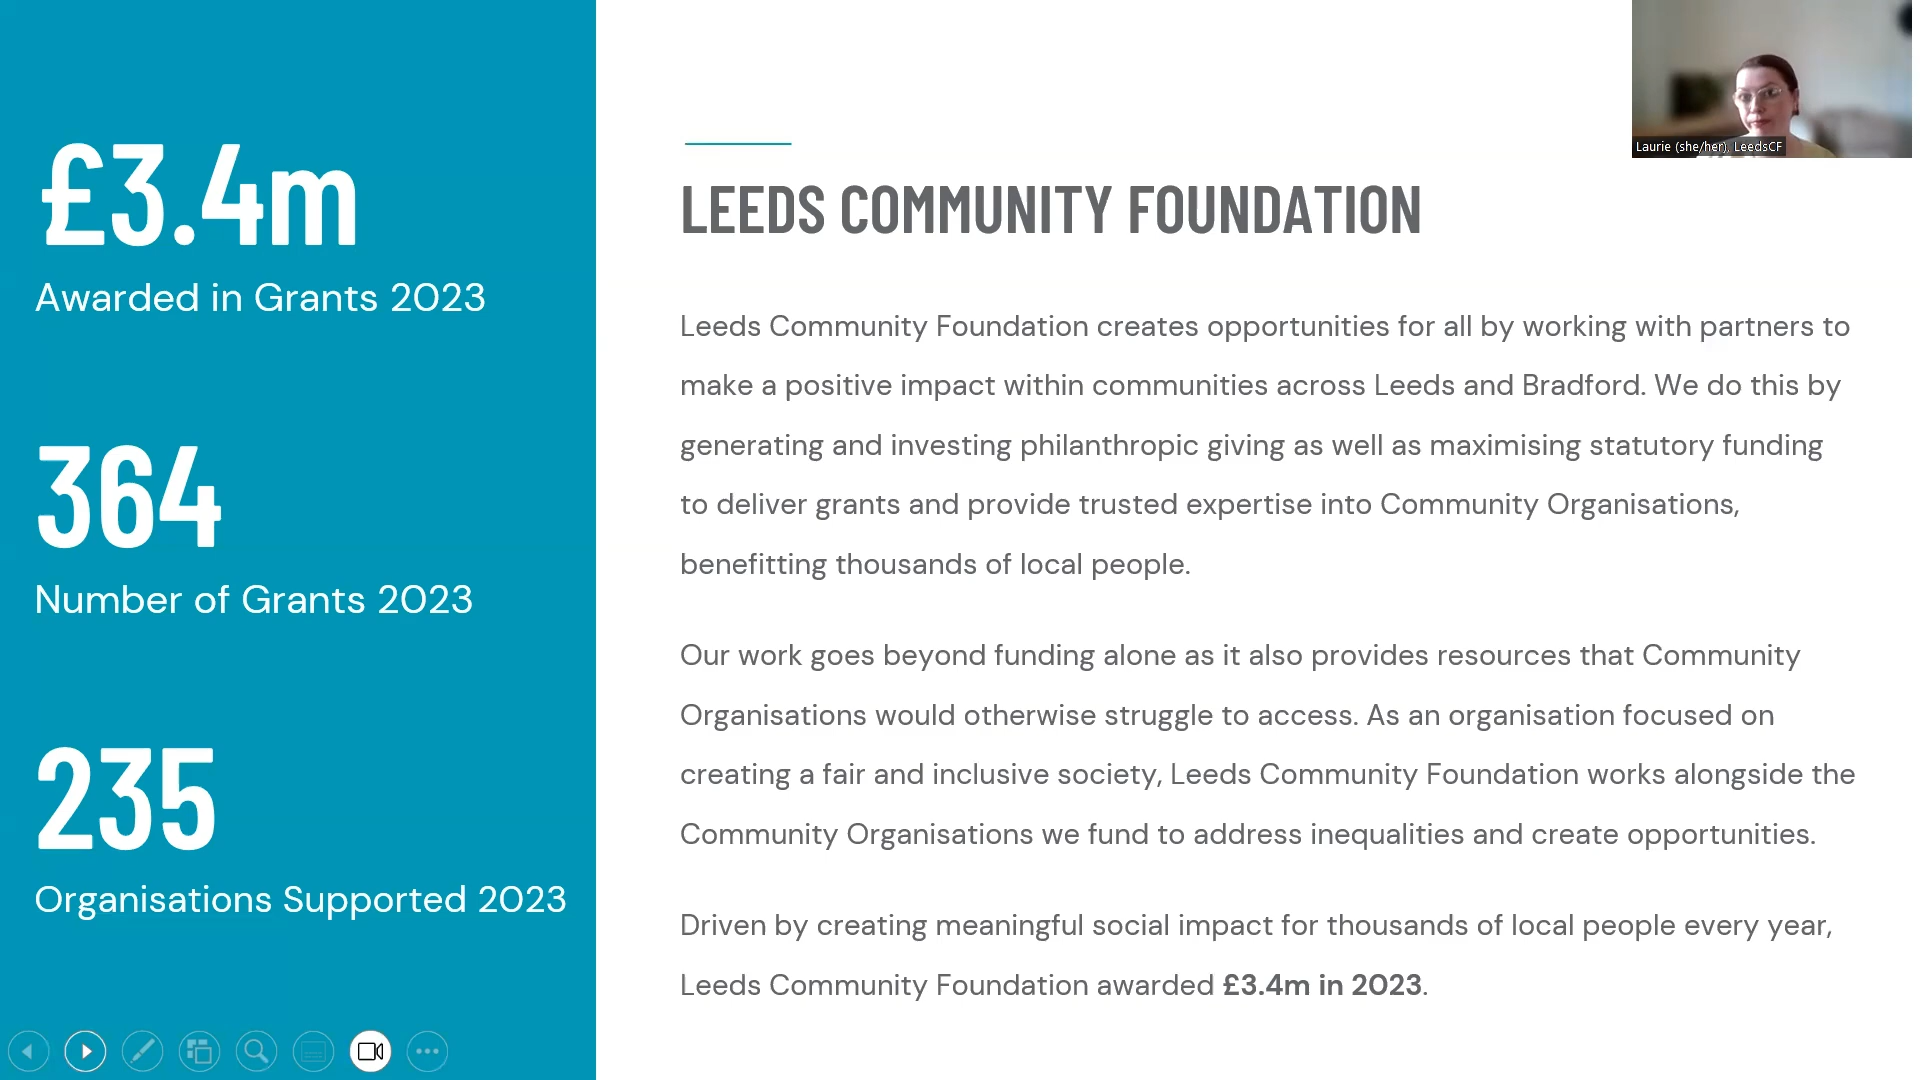 £3.4m
Awarded in Grants 2023
364
Number of Grants 2023
235
Organisations Supported 2023
LEEDS COMMUNITY FOUNDATION
Leeds Community Foundation creates opportunities for all by working with partners to
make a positive impact within communities across Leeds and Bradford. We do this by
generating and investing philanthropic giving as well as maximising statutory funding
to deliver grants and provide trusted expertise into Community Organisations,
benefitting thousands of local people.
Our work goes beyond funding alone as it also provides resources that Community
Organisations would otherwise struggle to access. As an organisation focused on
creating a fair and inclusive society, Leeds Community Foundation works alongside the
Community Organisations we fund to address inequalities and create opportunities.
Driven by creating meaningful social impact for thousands of local people every year,
Leeds Community Foundation awarded £3.4m in 2023.
Laurie (she/her), LeedsCF